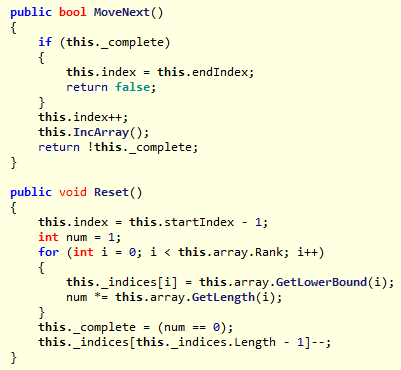 public bool MoveNext()
{
    if (this._complete)
    {
        this.index = this.endIndex;
        return false;
    }
    this.index++;
    this.IncArray();
    return !this._complete;
}

public void Reset()
{
    this.index = this.startIndex - 1;
    int num = 1;
    for (int i = 0; i < this.array.Rank; i++)
    {
        this._indices[i] = this.array.GetLowerBound(i);
        num *= this.array.GetLength(i);
    }
    this._complete = (num == 0);
    this._indices[this._indices.Length - 1]--;
}